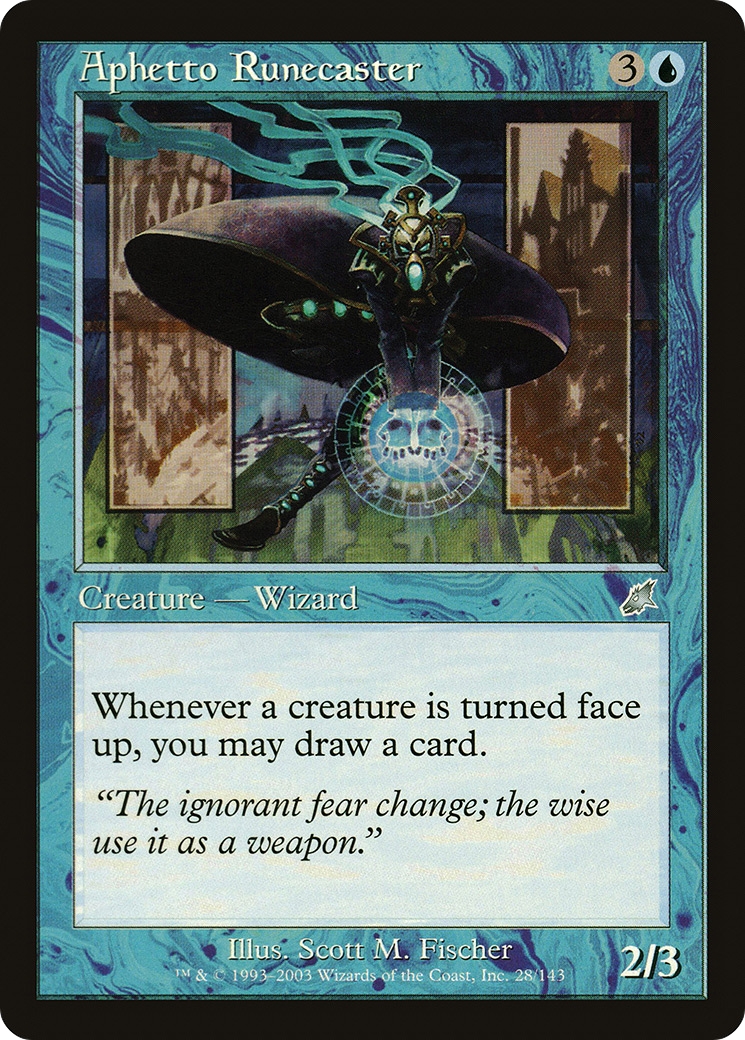 Aphetto Runecaster 3
Creature — Wizard
Whenever a creature is turned face
up, you may draw a card.
“The ignorant fear change; the wise
use it as a weapon.”
Illus. Scott M. Fischer
™ & © 1993–2003 Wizards of the Coast, Inc. 28/143
2/3